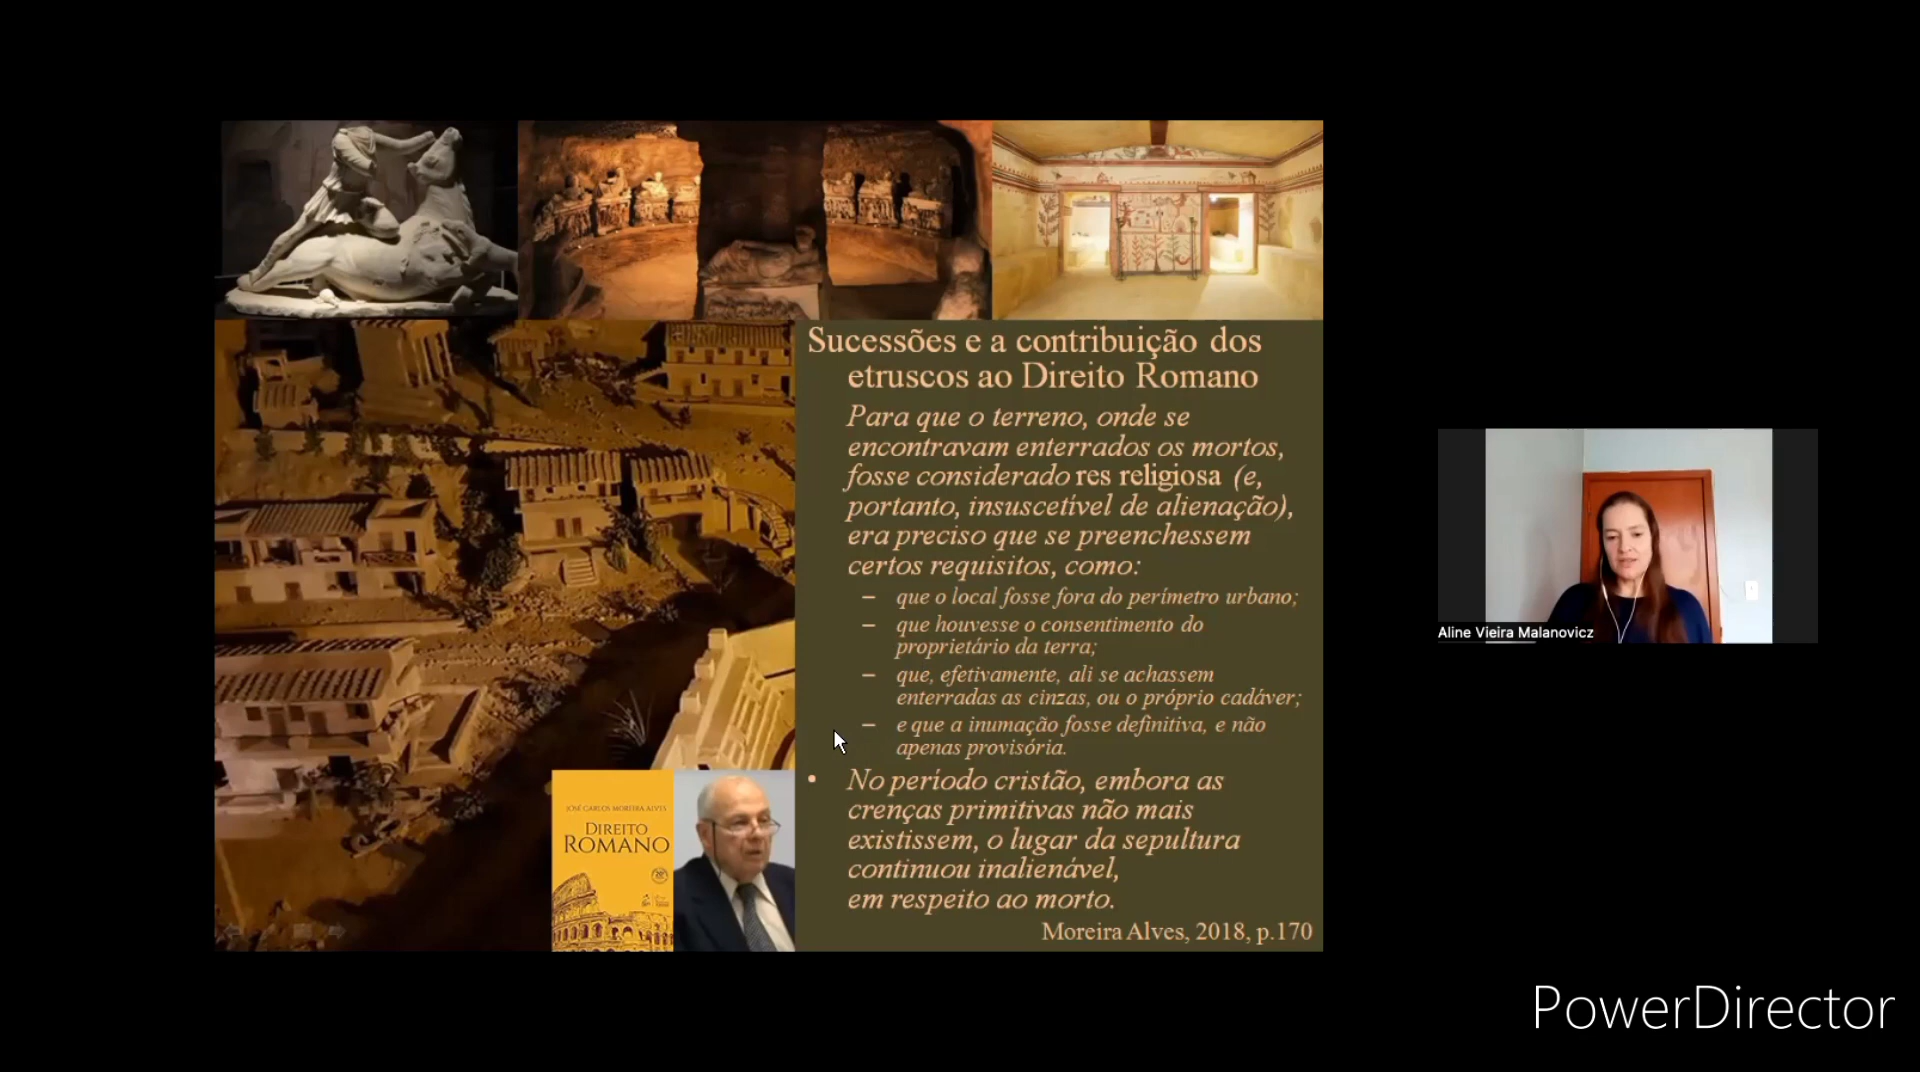 Sucessões e a contribuição dos
etruscos ao Direito Romano
Para que o terreno, onde se
encontravam enterrados os mortos,
fosse considerado res religiosa (e,
portanto, insuscetível de alienação),
era preciso que se preenchessem
certos requisitos, como:
– que o local fosse fora do perímetro urbano;
– que houvesse o consentimento do
proprietário da terra;
– que, efetivamente, ali se achassem
enterradas as cinzas, ou o próprio cadáver;
– e que a inumação fosse definitiva, e não
apenas provisória.
• No período cristão, embora as
crenças primitivas não mais
existissem, o lugar da sepultura
continuou inalienável,
em respeito ao morto.
Moreira Alves, 2018, p.170
JOSÉ CARLOS MOREIRA ALVES
DIREITO
ROMANO
Aline Vieira Malanovicz
PowerDirector